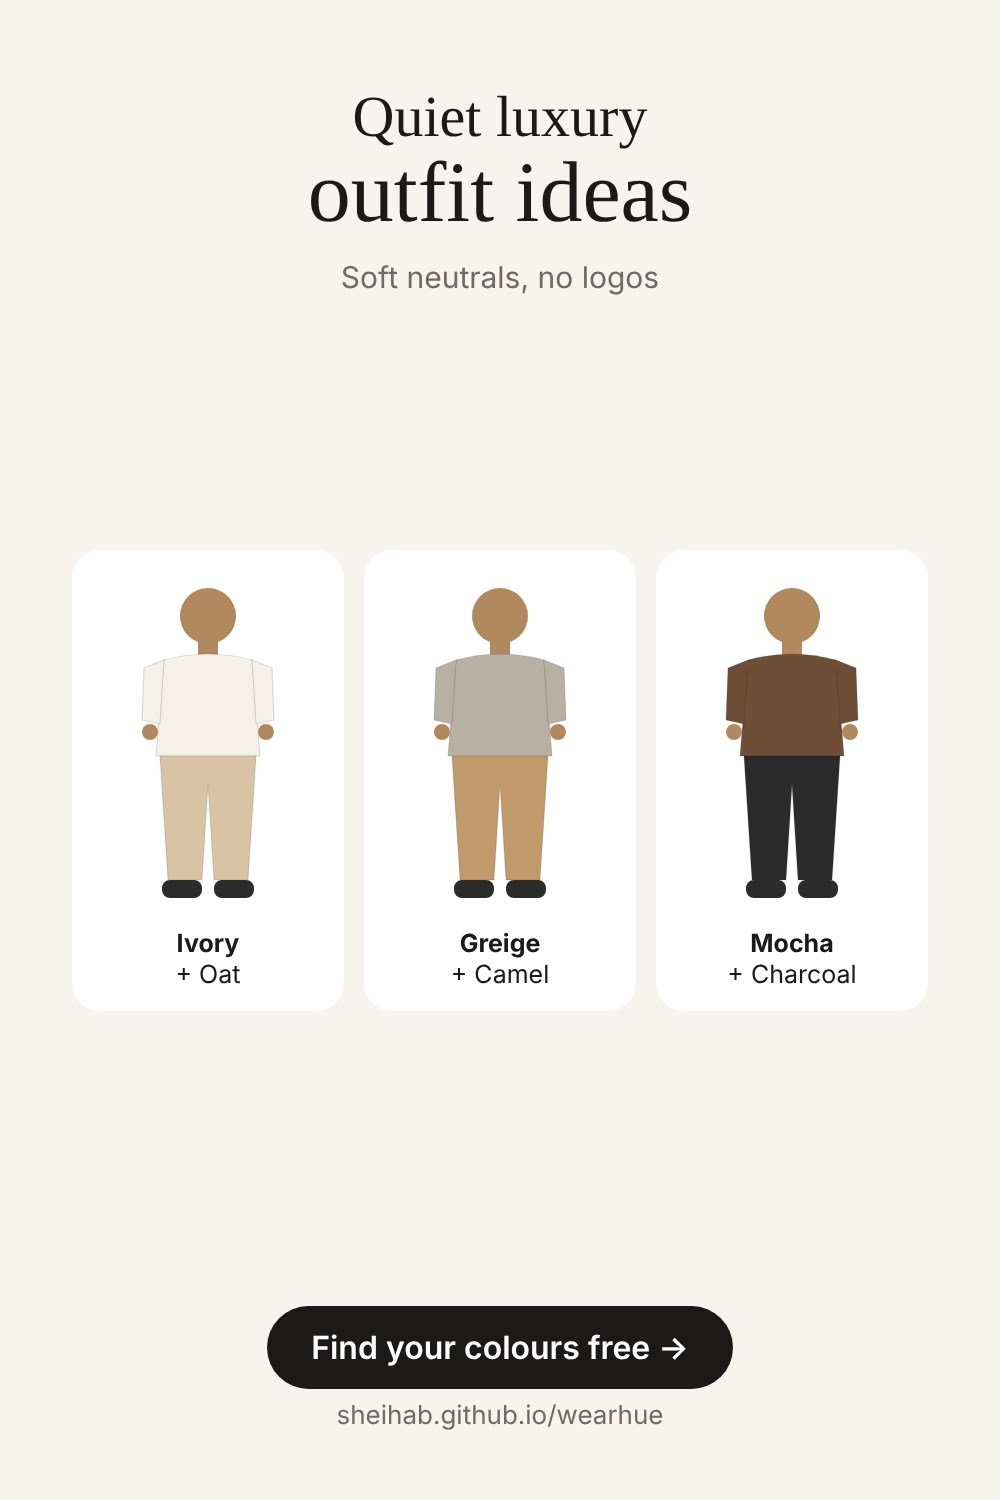 Quiet luxury
outfit ideas
Soft neutrals, no logos
Ivory
+ Oat
Greige
+ Camel
Mocha
+ Charcoal
Find your colours free →
sheihab.github.io/wearhue